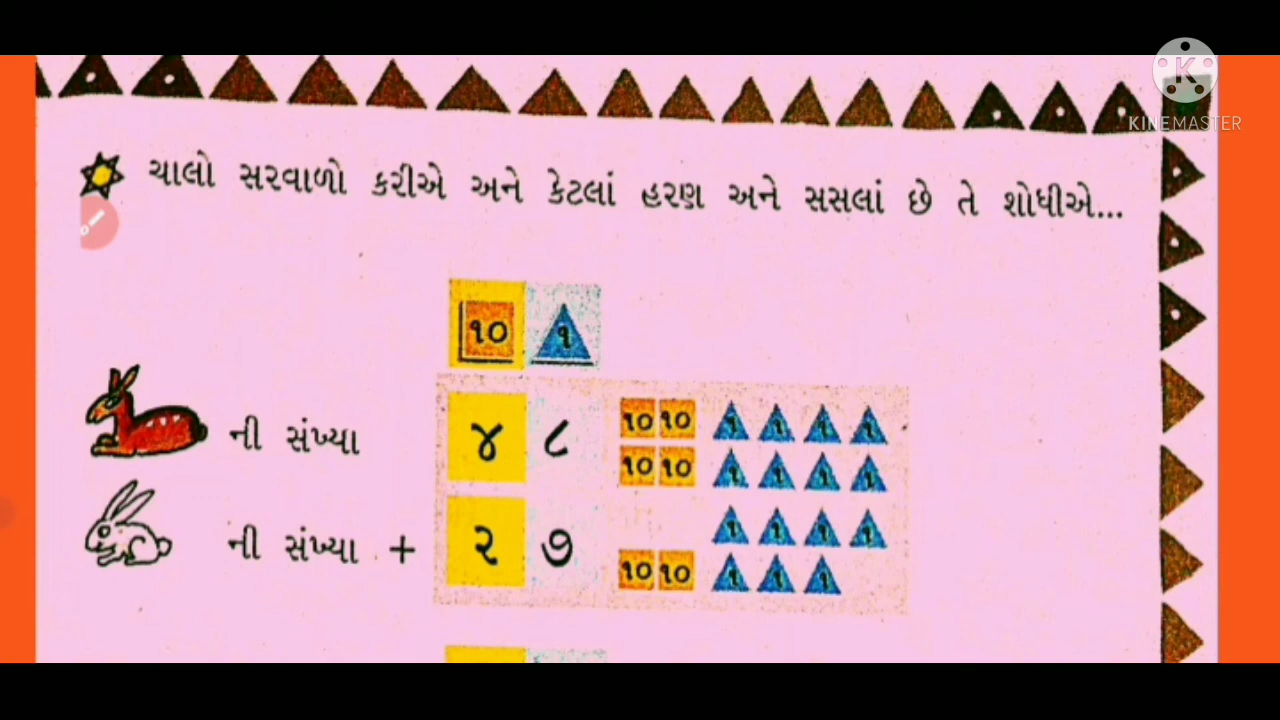 KINEMASTER
ચાલો સરવાળો કરીએ અને કેટલાં હરણ અને સસલાં છે તે શોધીએ...
૧૦ ૧
ની સંખ્યા ૪ ૮ ૧૦ ૧૦ ૧ ૧ ૧ ૧
૧૦ ૧૦ ૧ ૧ ૧ ૧
૧ ૧ ૧ ૧
ની સંખ્યા + ૨ ૭ ૧૦ ૧૦ ૧ ૧ ૧